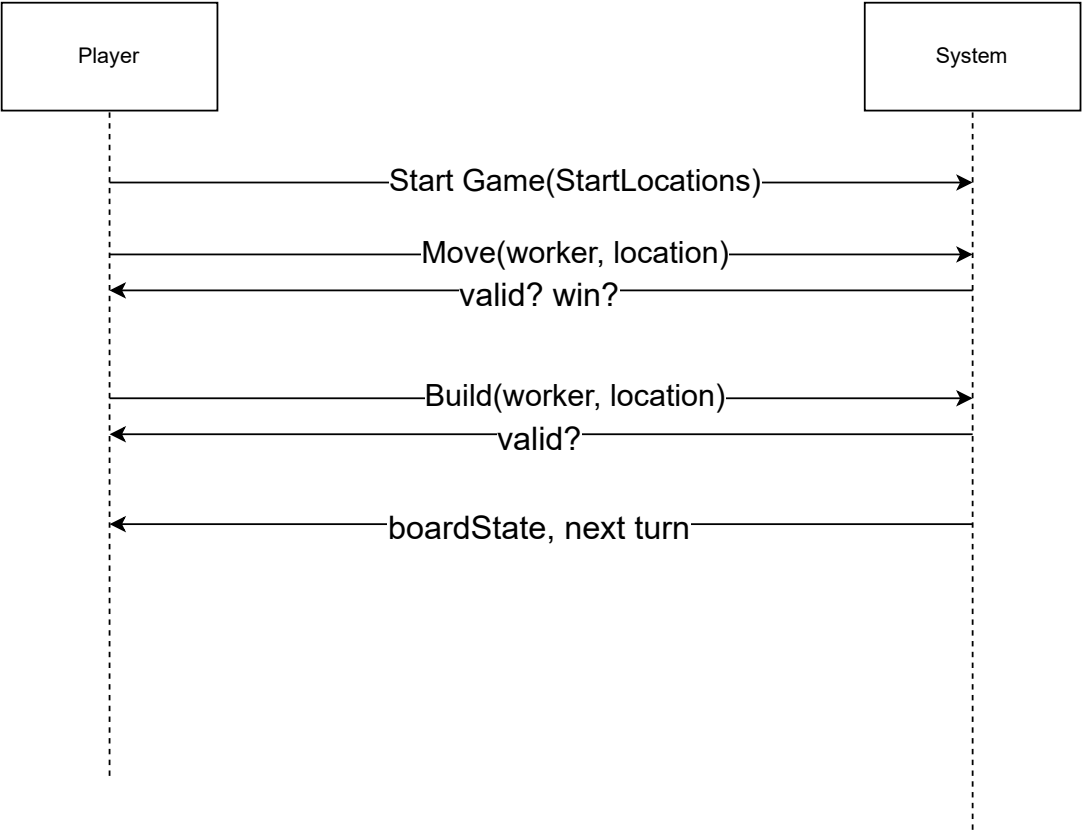 Player
System
Start Game(StartLocations)
Move(worker, location)
valid? win?
Build(worker, location)
valid?
boardState, next turn